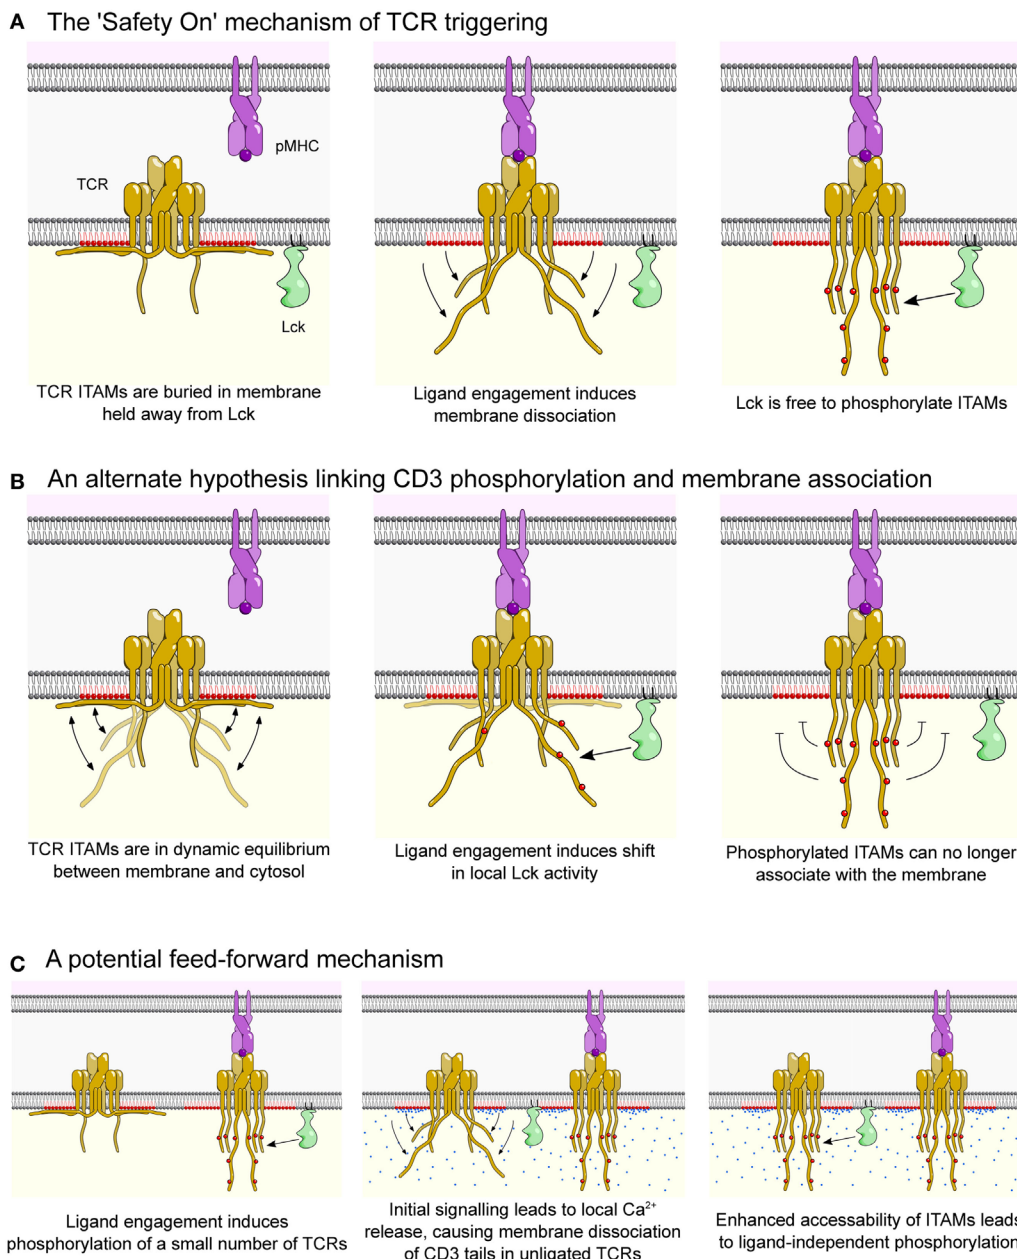 A The 'Safety On' mechanism of TCR triggering
pMHC
TCR
Lck
TCR ITAMs are buried in membrane
held away from Lck
Ligand engagement induces
membrane dissociation
Lck is free to phosphorylate ITAMs
B An alternate hypothesis linking CD3 phosphorylation and membrane association
TCR ITAMs are in dynamic equilibrium
between membrane and cytosol
Ligand engagement induces shift
in local Lck activity
Phosphorylated ITAMs can no longer
associate with the membrane
C A potential feed-forward mechanism
Ligand engagement induces
phosphorylation of a small number of TCRs
Initial signalling leads to local Ca²⁺
release, causing membrane dissociation
of CD3 tails in unligated TCRs
Enhanced accessability of ITAMs leads
to ligand-independent phosphorylation